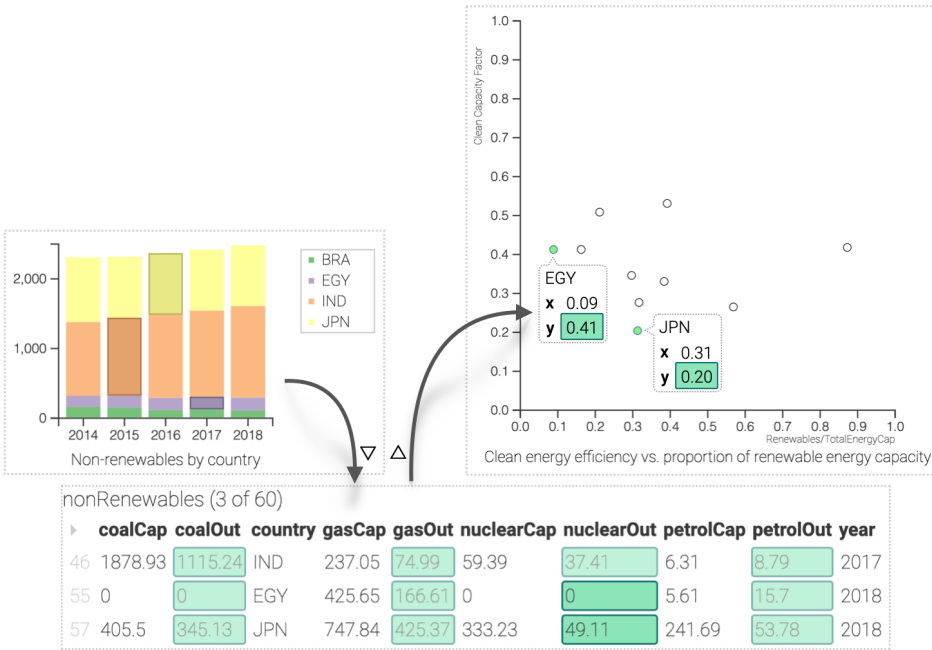 1.0
0.9
0.8
0.7
0.6
0.5
0.4
0.3
0.2
0.1
0.0
Clean Capacity Factor
EGY
x 0.09
y 0.41
JPN
x 0.31
y 0.20
0.0 0.1 0.2 0.3 0.4 0.5 0.6 0.7 0.8 0.9 1.0
Renewables/TotalEnergyCap
Clean energy efficiency vs. proportion of renewable energy capacity
2,000
1,000
0
BRA
EGY
IND
JPN
2014 2015 2016 2017 2018
Non-renewables by country
nonRenewables (3 of 60)
coalCap coalOut country gasCap gasOut nuclearCap nuclearOut petrolCap petrolOut year
46 1878.93 1115.24 IND 237.05 74.99 59.39 37.41 6.31 8.79 2017
55 0 0 EGY 425.65 166.61 0 0 5.61 15.7 2018
57 405.5 345.13 JPN 747.84 425.37 333.23 49.11 241.69 53.78 2018